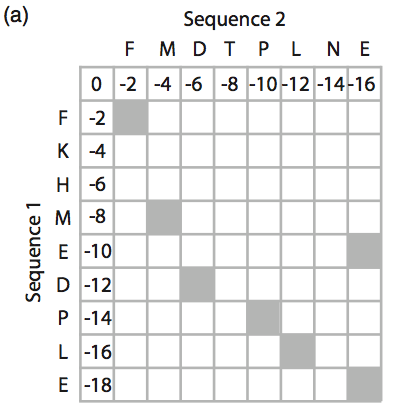 (a)
Sequence 2
F M D T P L N E
0 -2 -4 -6 -8 -10 -12 -14 -16
Sequence 1
F -2
K -4
H -6
M -8
E -10
D -12
P -14
L -16
E -18